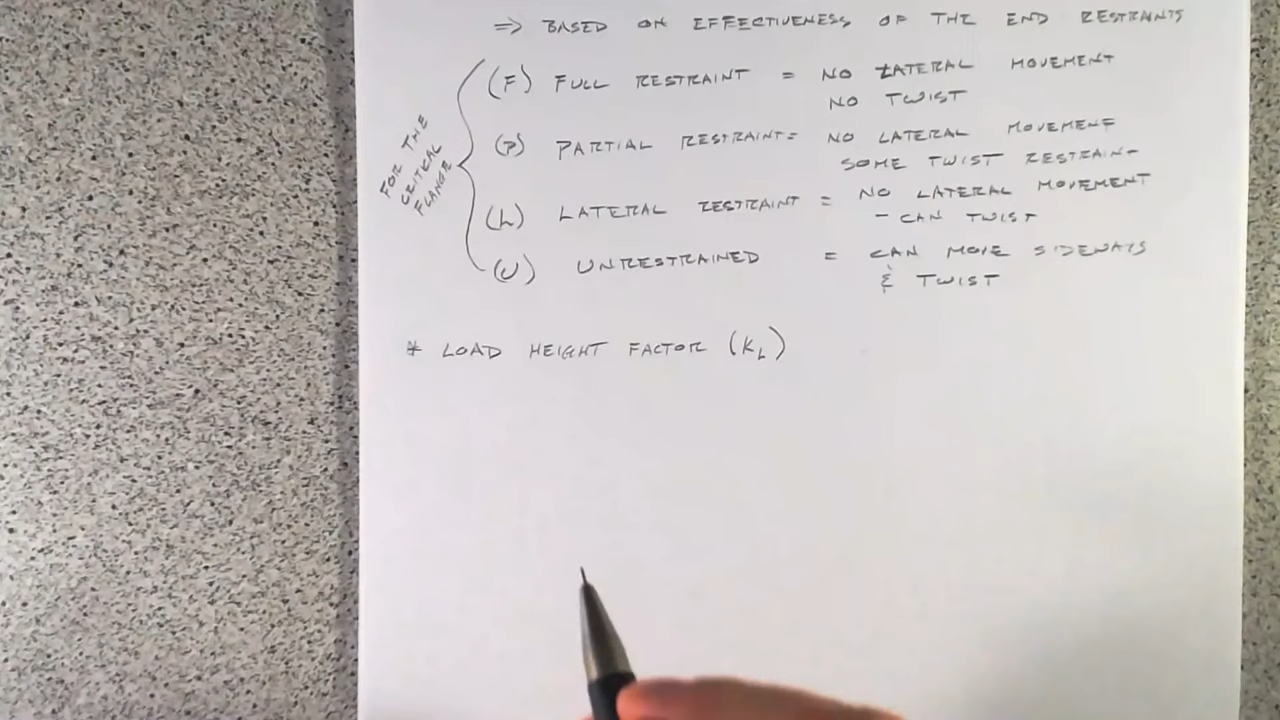 ⇒ BASED ON EFFECTIVENESS OF THE END RESTRAINTS
FOR THE
CRITICAL
FLANGE
(F) FULL RESTRAINT = NO LATERAL MOVEMENT
NO TWIST
(P) PARTIAL RESTRAINT = NO LATERAL MOVEMENT
SOME TWIST RESTRAINT
(L) LATERAL RESTRAINT = NO LATERAL MOVEMENT
- CAN TWIST
(U) UNRESTRAINED = CAN MOVE SIDEWAYS
& TWIST
* LOAD HEIGHT FACTOR (KL)